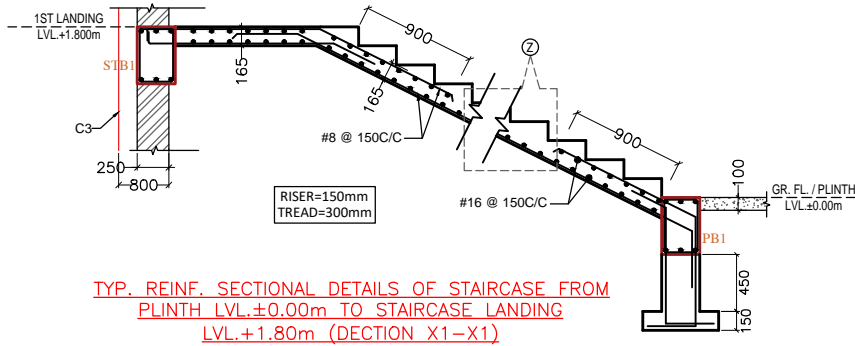 1ST LANDING
LVL.+1.800m
STB1
C3
250
800
165
165
900
#8 @ 150C/C
Z
RISER=150mm
TREAD=300mm
900
#16 @ 150C/C
100
GR. FL. / PLINTH
LVL.±0.00m
PB1
450
150
TYP. REINF. SECTIONAL DETAILS OF STAIRCASE FROM
PLINTH LVL.±0.00m TO STAIRCASE LANDING
LVL.+1.80m (DECTION X1-X1)